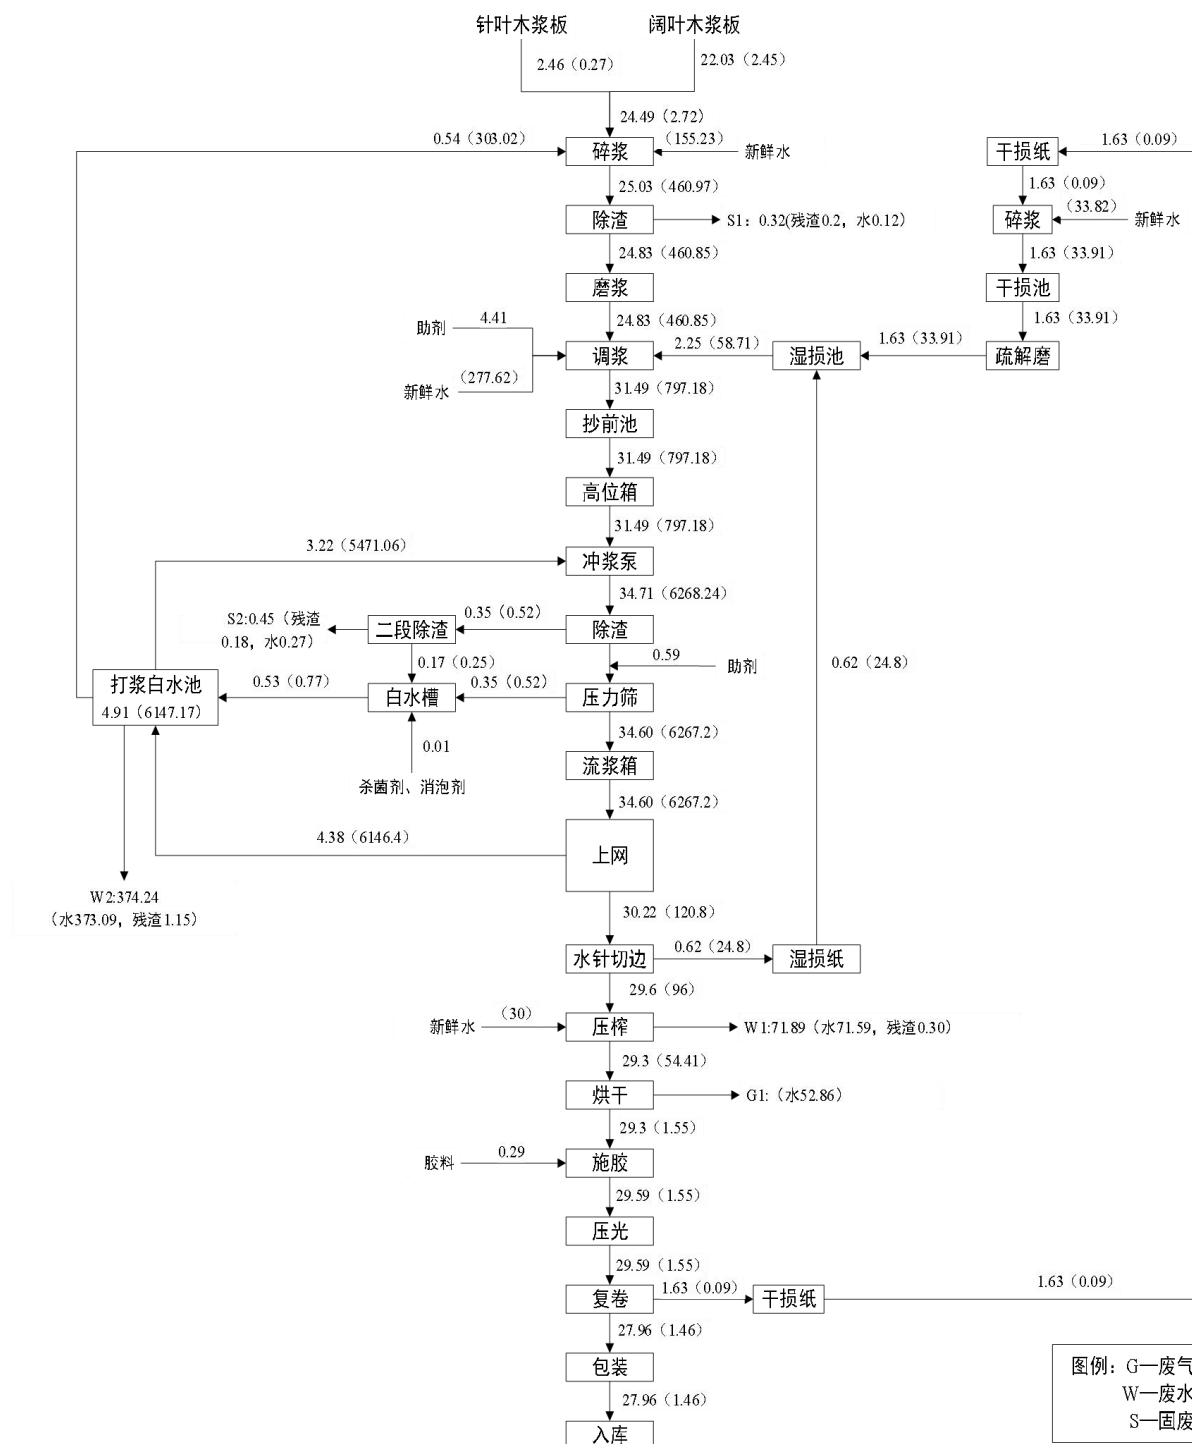 针叶木浆板
阔叶木浆板
2.46（0.27）
22.03（2.45）
24.49（2.72）
0.54（303.02）
碎浆
（155.23）
新鲜水
干损纸
1.63（0.09）
25.03（460.97）
1.63（0.09）
除渣
S1：0.32(残渣0.2，水0.12）
碎浆
（33.82）
新鲜水
24.83（460.85）
1.63（33.91）
磨浆
干损池
助剂
4.41
24.83（460.85）
1.63（33.91）
调浆
2.25（58.71）
湿损池
1.63（33.91）
疏解磨
新鲜水
（277.62）
31.49（797.18）
抄前池
31.49（797.18）
高位箱
31.49（797.18）
3.22（5471.06）
冲浆泵
34.71（6268.24）
S2:0.45（残渣
0.18，水0.27）
二段除渣
0.35（0.52）
除渣
0.17（0.25）
0.59
助剂
0.62（24.8）
打浆白水池
4.91（6147.17）
0.53（0.77）
白水槽
0.35（0.52）
压力筛
0.01
杀菌剂、消泡剂
34.60（6267.2）
流浆箱
34.60（6267.2）
4.38（6146.4）
上网
W2:374.24
（水373.09，残渣1.15）
30.22（120.8）
水针切边
0.62（24.8）
湿损纸
29.6（96）
新鲜水
（30）
压榨
W1:71.89（水71.59，残渣0.30）
29.3（54.41）
烘干
G1:（水52.86）
29.3（1.55）
胶料
0.29
施胶
29.59（1.55）
压光
29.59（1.55）
复卷
1.63（0.09）
干损纸
1.63（0.09）
27.96（1.46）
包装
27.96（1.46）
入库
图例：G—废气
W—废水
S—固废